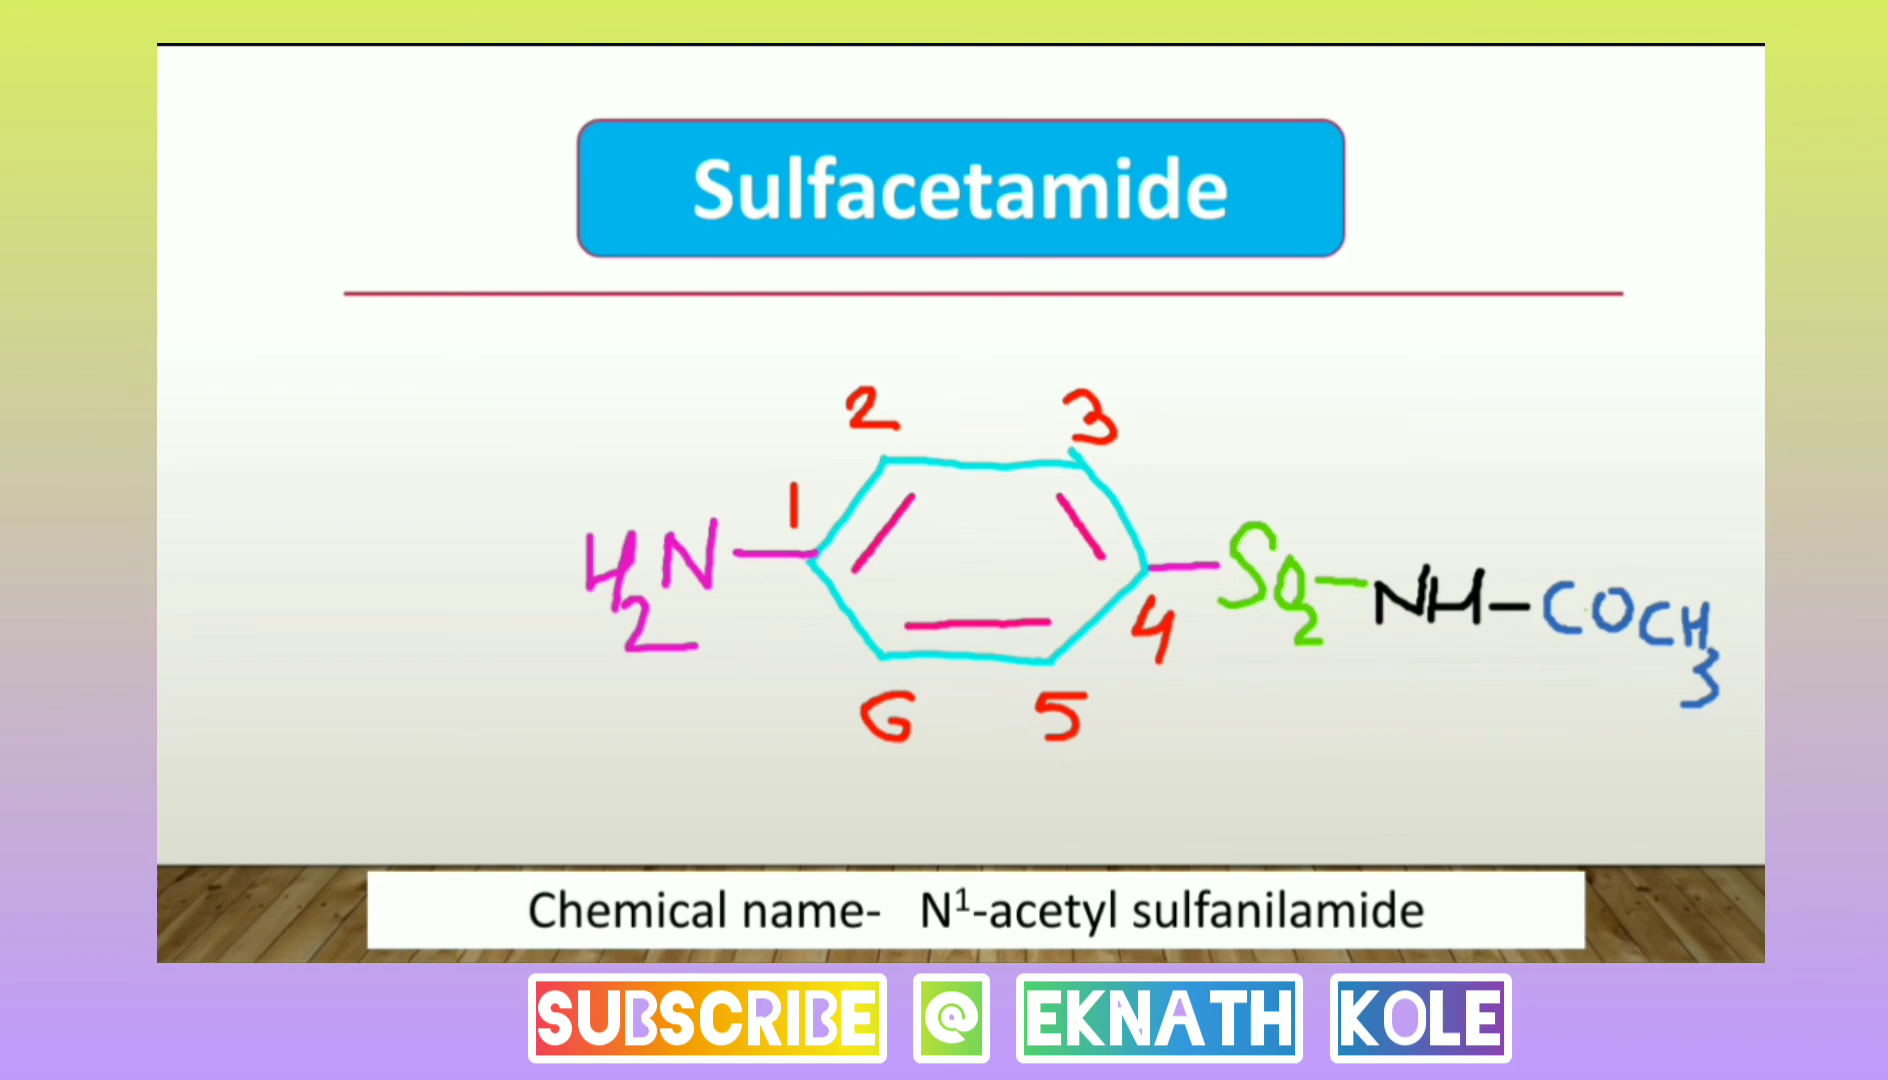 Sulfacetamide
2 3
1
H2N SO2 NH COCH3
4
6 5
Chemical name- N¹-acetyl sulfanilamide
SUBSCRIBE @ EKNATH KOLE